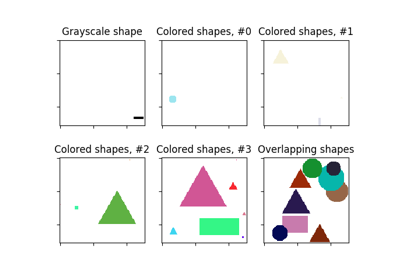 Grayscale shape
Colored shapes, #0
Colored shapes, #1
Colored shapes, #2
Colored shapes, #3
Overlapping shapes